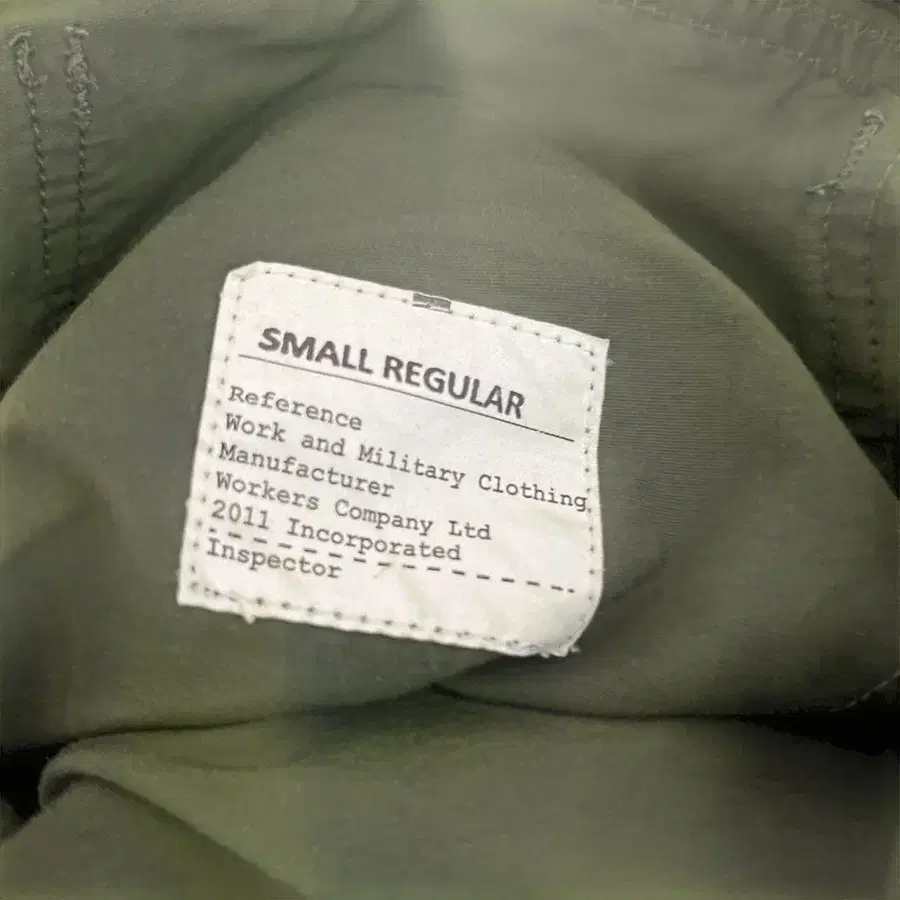 SMALL REGULAR
Reference
Work and Military Clothing
Manufacturer
Workers Company Ltd
2011 Incorporated
Inspector